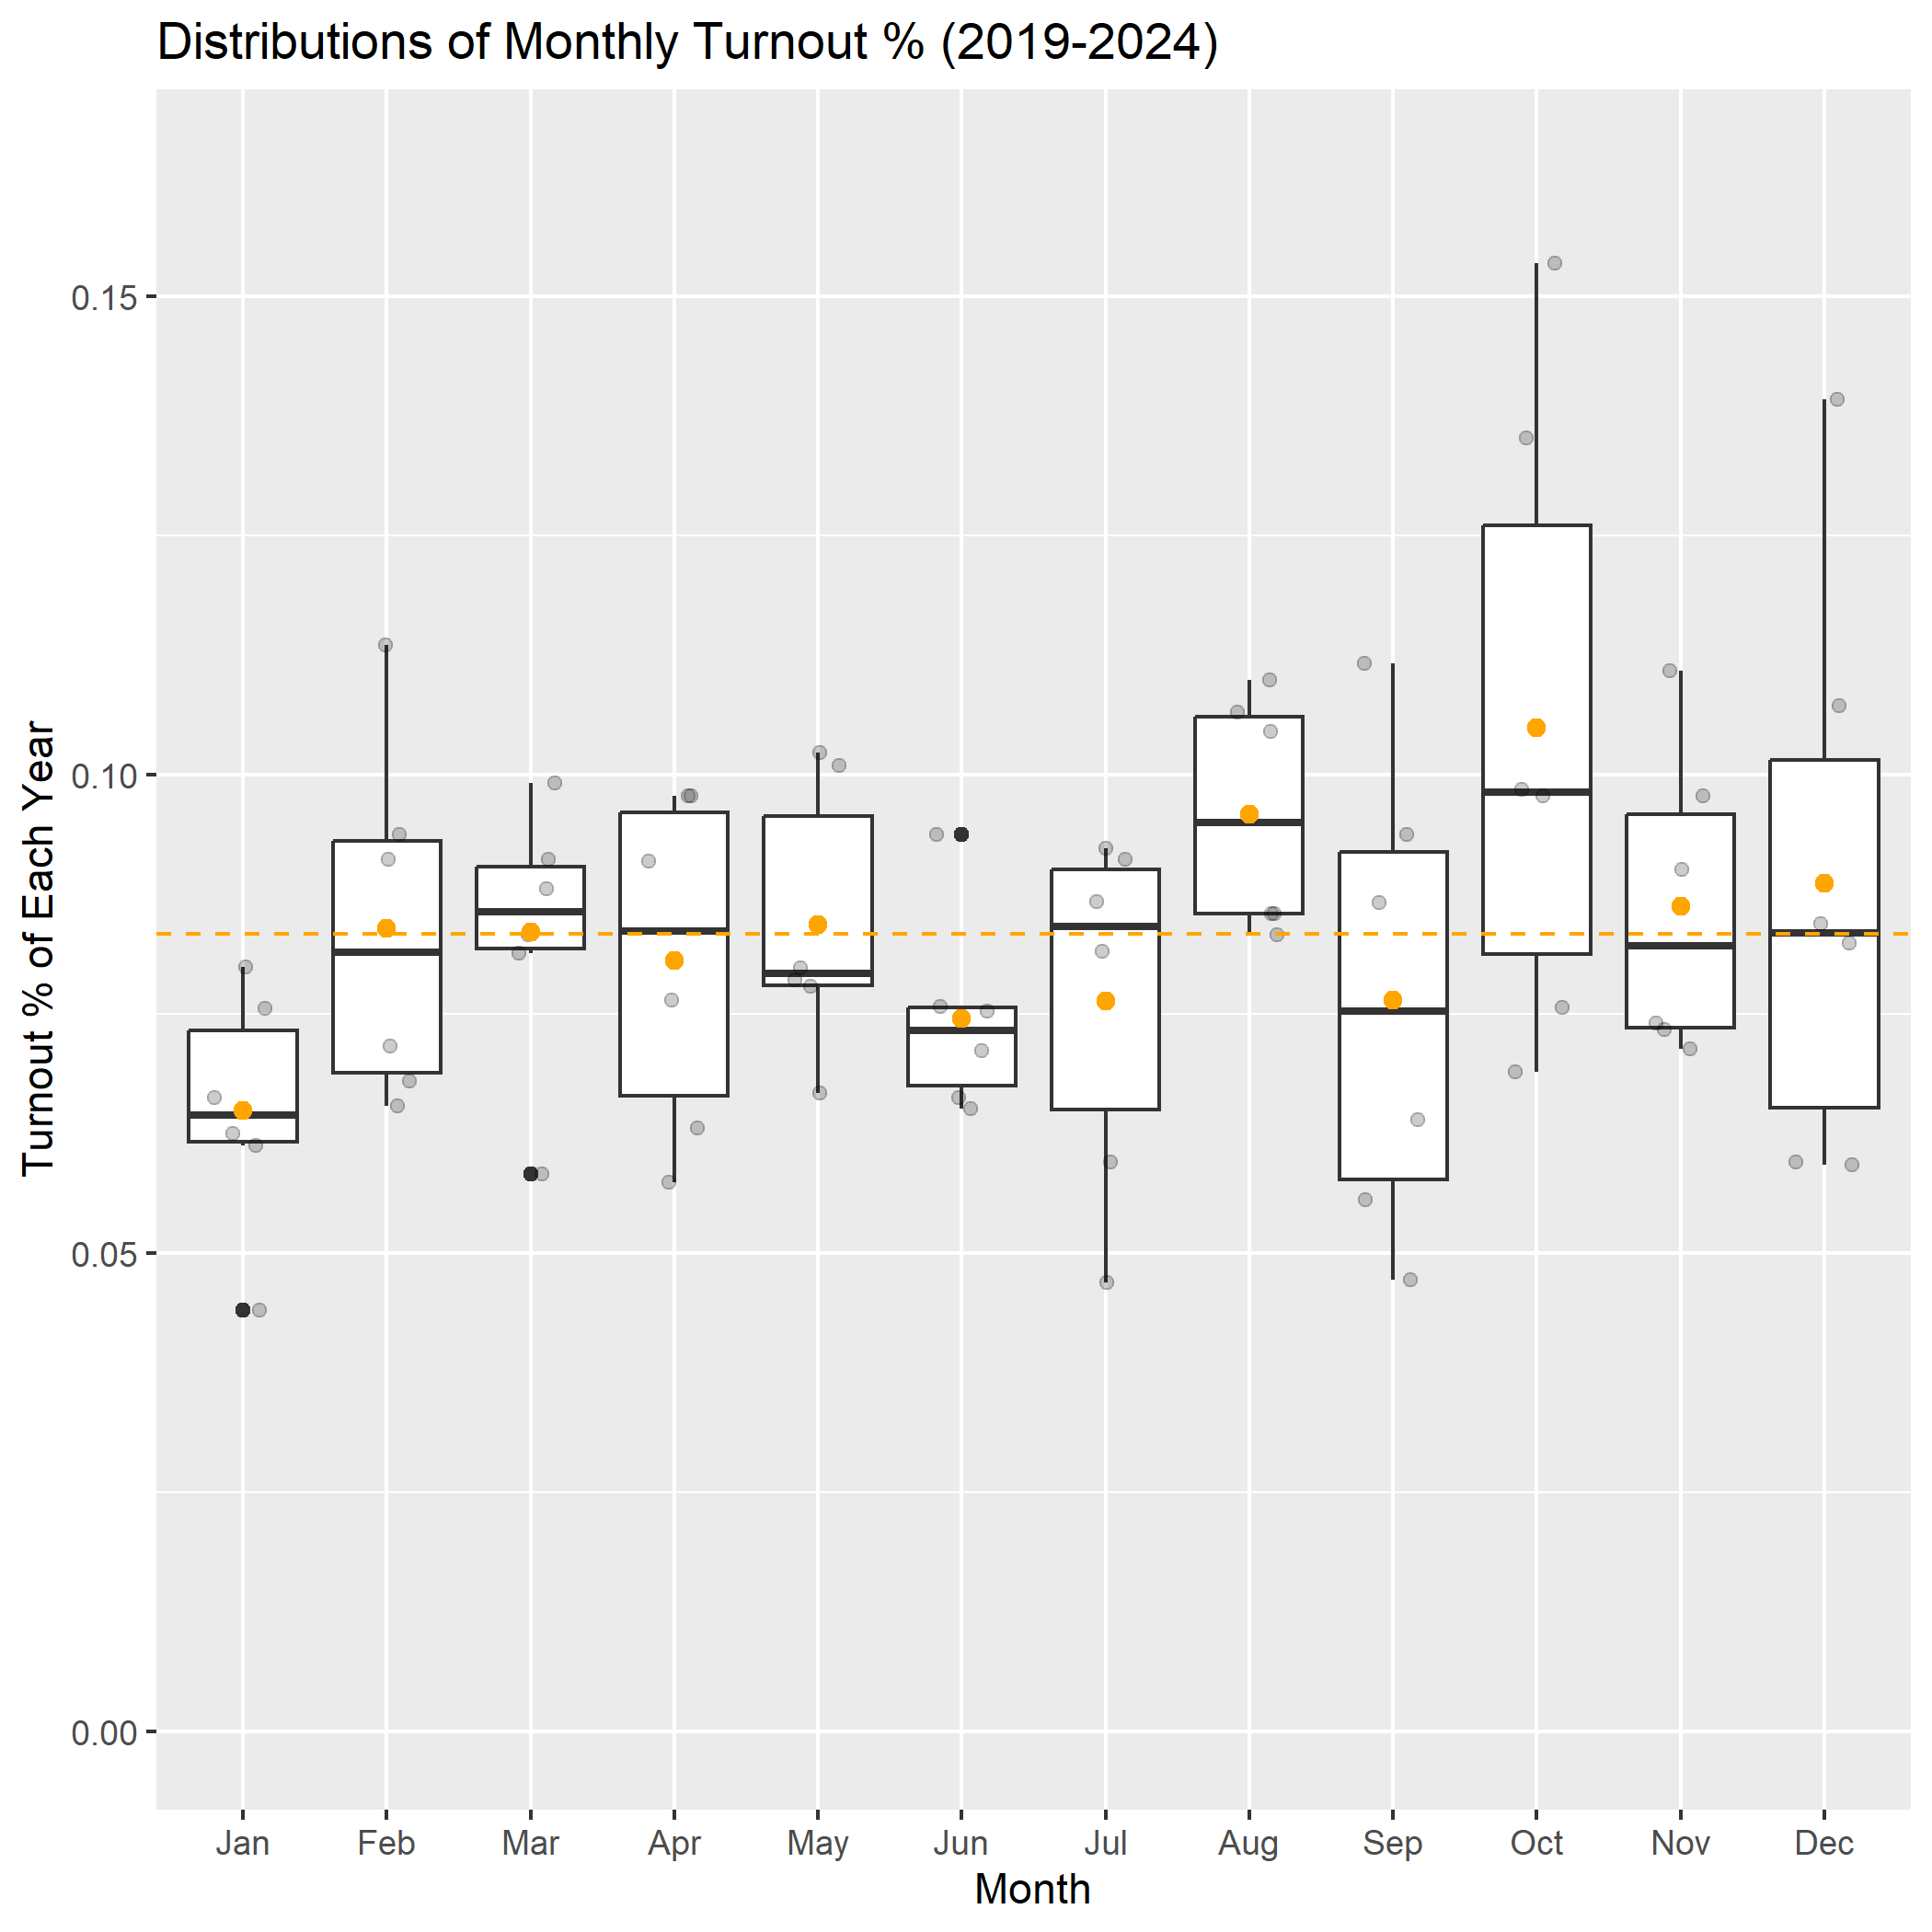 Distributions of Monthly Turnout % (2019-2024)
Turnout % of Each Year
0.15
0.10
0.05
0.00
Jan Feb Mar Apr May Jun Jul Aug Sep Oct Nov Dec
Month